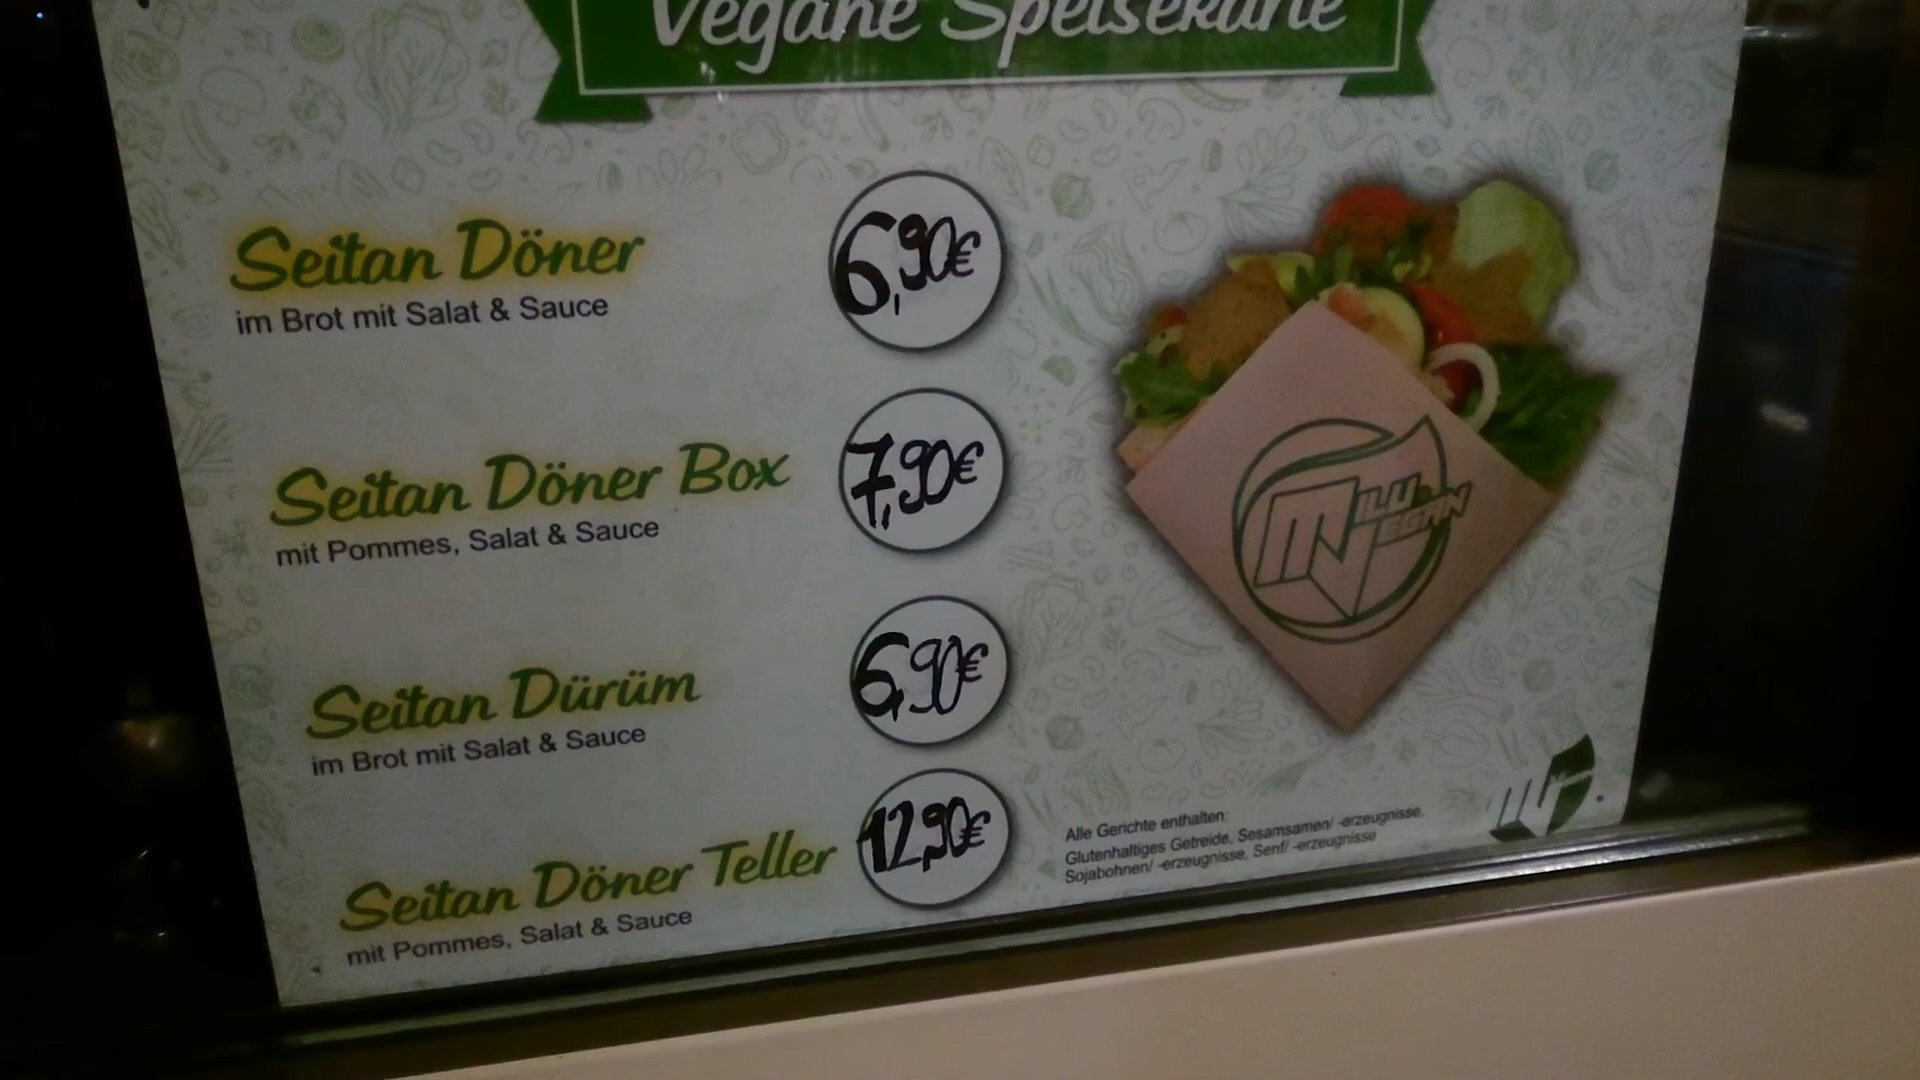 Vegane Speisekarte
Seitan Döner
im Brot mit Salat & Sauce
6,90€
Seitan Döner Box
mit Pommes, Salat & Sauce
7,90€
Seitan Dürüm
im Brot mit Salat & Sauce
6,90€
Seitan Döner Teller
mit Pommes, Salat & Sauce
12,90€
MILU
VEGAN
Alle Gerichte enthalten:
Glutenhaltiges Getreide, Sesamsamen/ -erzeugnisse,
Sojabohnen/ -erzeugnisse, Senf/ -erzeugnisse